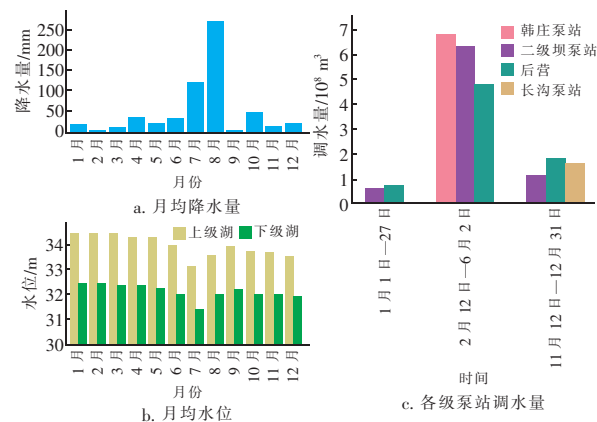 降水量/mm
250
200
150
100
50
0
1月
2月
3月
4月
5月
6月
7月
8月
9月
10月
11月
12月
月份
a. 月均降水量
上级湖
下级湖
水位/m
34
33
32
31
30
1月
2月
3月
4月
5月
6月
7月
8月
9月
10月
11月
12月
月份
b. 月均水位
韩庄泵站
二级坝泵站
后营
长沟泵站
调水量/10⁸ m³
7
6
5
4
3
2
1
0
1月1日—27日
2月12日—6月2日
11月12日—12月31日
时间
c. 各级泵站调水量